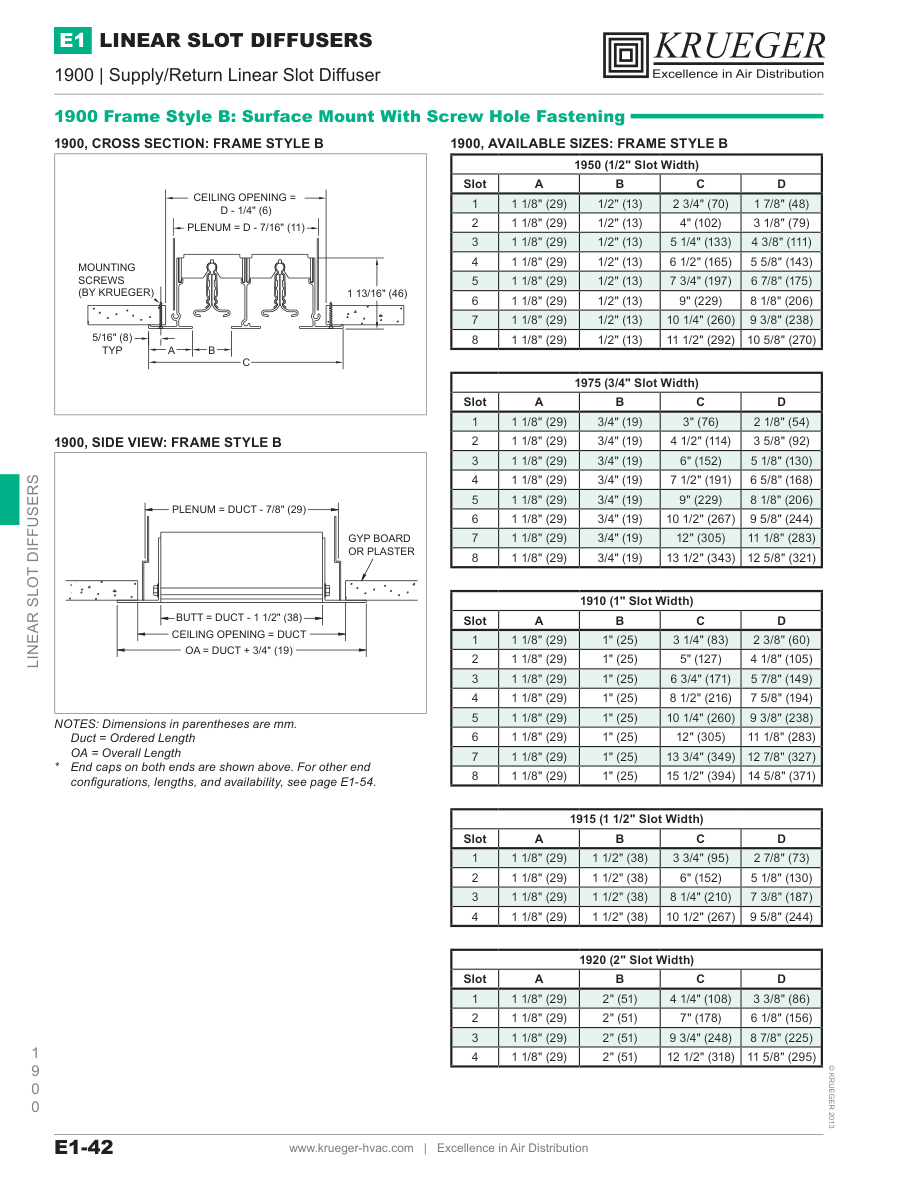 E1 LINEAR SLOT DIFFUSERS
1900 | Supply/Return Linear Slot Diffuser
KRUEGER
Excellence in Air Distribution
1900 Frame Style B: Surface Mount With Screw Hole Fastening
1900, CROSS SECTION: FRAME STYLE B
CEILING OPENING =
D - 1/4" (6)
PLENUM = D - 7/16" (11)
MOUNTING
SCREWS
(BY KRUEGER)
1 13/16" (46)
5/16" (8)
TYP
A
B
C
1900, SIDE VIEW: FRAME STYLE B
PLENUM = DUCT - 7/8" (29)
GYP BOARD
OR PLASTER
BUTT = DUCT - 1 1/2" (38)
CEILING OPENING = DUCT
OA = DUCT + 3/4" (19)
NOTES: Dimensions in parentheses are mm.
Duct = Ordered Length
OA = Overall Length
* End caps on both ends are shown above. For other end
configurations, lengths, and availability, see page E1-54.
1900, AVAILABLE SIZES: FRAME STYLE B
1950 (1/2" Slot Width)
Slot A B C D
1 1 1/8" (29) 1/2" (13) 2 3/4" (70) 1 7/8" (48)
2 1 1/8" (29) 1/2" (13) 4" (102) 3 1/8" (79)
3 1 1/8" (29) 1/2" (13) 5 1/4" (133) 4 3/8" (111)
4 1 1/8" (29) 1/2" (13) 6 1/2" (165) 5 5/8" (143)
5 1 1/8" (29) 1/2" (13) 7 3/4" (197) 6 7/8" (175)
6 1 1/8" (29) 1/2" (13) 9" (229) 8 1/8" (206)
7 1 1/8" (29) 1/2" (13) 10 1/4" (260) 9 3/8" (238)
8 1 1/8" (29) 1/2" (13) 11 1/2" (292) 10 5/8" (270)
1975 (3/4" Slot Width)
Slot A B C D
1 1 1/8" (29) 3/4" (19) 3" (76) 2 1/8" (54)
2 1 1/8" (29) 3/4" (19) 4 1/2" (114) 3 5/8" (92)
3 1 1/8" (29) 3/4" (19) 6" (152) 5 1/8" (130)
4 1 1/8" (29) 3/4" (19) 7 1/2" (191) 6 5/8" (168)
5 1 1/8" (29) 3/4" (19) 9" (229) 8 1/8" (206)
6 1 1/8" (29) 3/4" (19) 10 1/2" (267) 9 5/8" (244)
7 1 1/8" (29) 3/4" (19) 12" (305) 11 1/8" (283)
8 1 1/8" (29) 3/4" (19) 13 1/2" (343) 12 5/8" (321)
1910 (1" Slot Width)
Slot A B C D
1 1 1/8" (29) 1" (25) 3 1/4" (83) 2 3/8" (60)
2 1 1/8" (29) 1" (25) 5" (127) 4 1/8" (105)
3 1 1/8" (29) 1" (25) 6 3/4" (171) 5 7/8" (149)
4 1 1/8" (29) 1" (25) 8 1/2" (216) 7 5/8" (194)
5 1 1/8" (29) 1" (25) 10 1/4" (260) 9 3/8" (238)
6 1 1/8" (29) 1" (25) 12" (305) 11 1/8" (283)
7 1 1/8" (29) 1" (25) 13 3/4" (349) 12 7/8" (327)
8 1 1/8" (29) 1" (25) 15 1/2" (394) 14 5/8" (371)
1915 (1 1/2" Slot Width)
Slot A B C D
1 1 1/8" (29) 1 1/2" (38) 3 3/4" (95) 2 7/8" (73)
2 1 1/8" (29) 1 1/2" (38) 6" (152) 5 1/8" (130)
3 1 1/8" (29) 1 1/2" (38) 8 1/4" (210) 7 3/8" (187)
4 1 1/8" (29) 1 1/2" (38) 10 1/2" (267) 9 5/8" (244)
1920 (2" Slot Width)
Slot A B C D
1 1 1/8" (29) 2" (51) 4 1/4" (108) 3 3/8" (86)
2 1 1/8" (29) 2" (51) 7" (178) 6 1/8" (156)
3 1 1/8" (29) 2" (51) 9 3/4" (248) 8 7/8" (225)
4 1 1/8" (29) 2" (51) 12 1/2" (318) 11 5/8" (295)
LINEAR SLOT DIFFUSERS
1
9
0
0
© KRUEGER 2013
E1-42
www.krueger-hvac.com | Excellence in Air Distribution